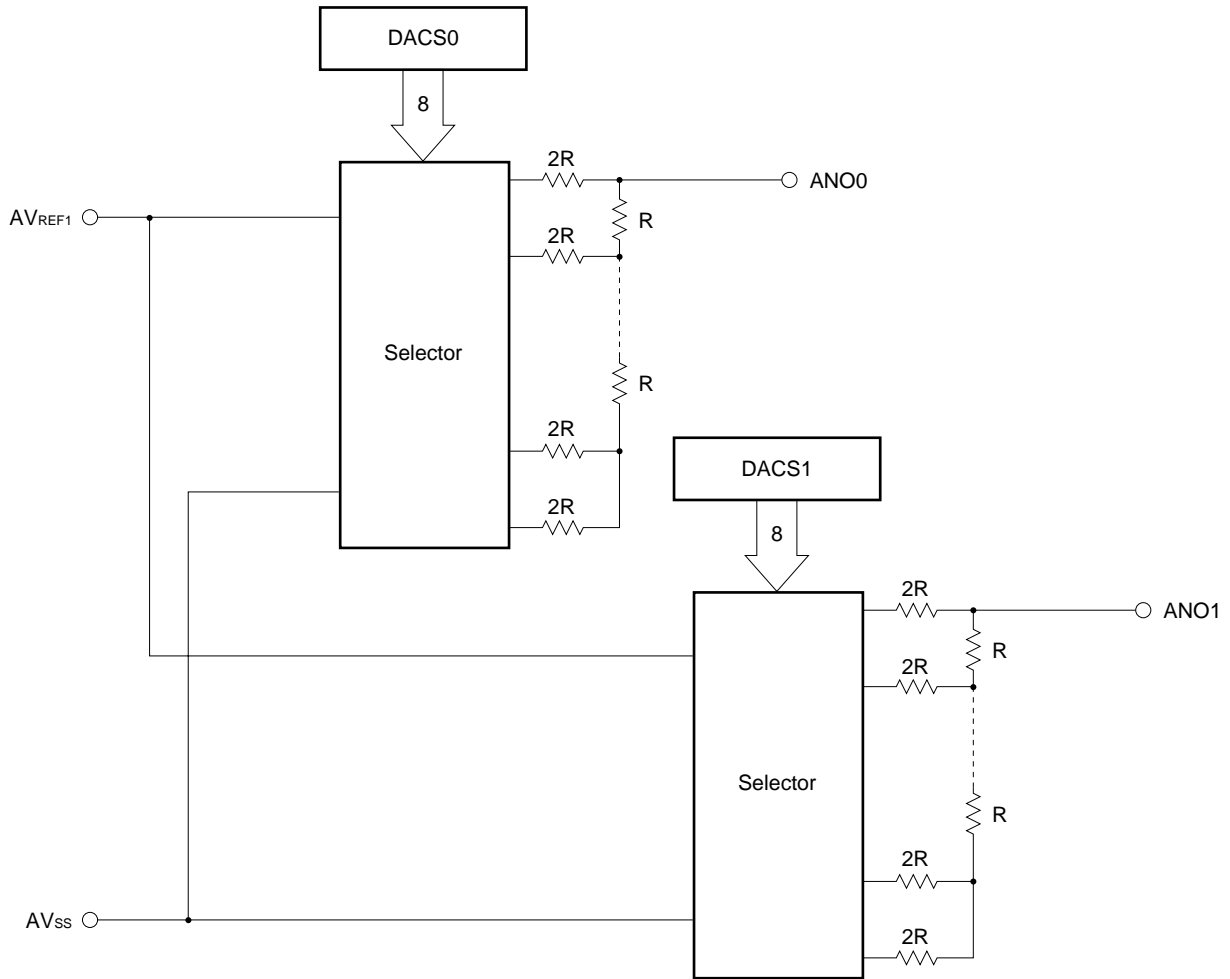 DACS0
8
2R
ANO0
AVREF1
R
2R
Selector
R
2R
DACS1
2R
8
2R
ANO1
R
2R
Selector
R
2R
AVSS
2R